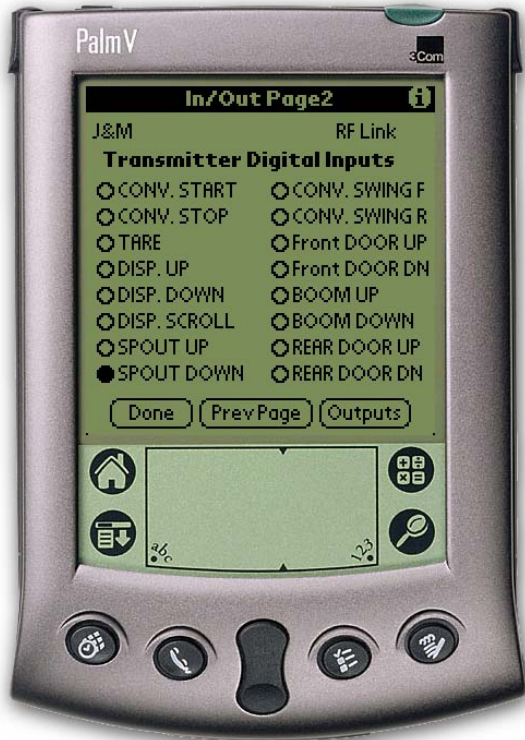 PalmV
3Com
In/Out Page2 i
J&M RF Link
Transmitter Digital Inputs
CONV. START CONV. SWING F
CONV. STOP CONV. SWING R
TARE Front DOOR UP
DISP. UP Front DOOR DN
DISP. DOWN BOOM UP
DISP. SCROLL BOOM DOWN
SPOUT UP REAR DOOR UP
SPOUT DOWN REAR DOOR DN
Done Prev Page Outputs
abc 123